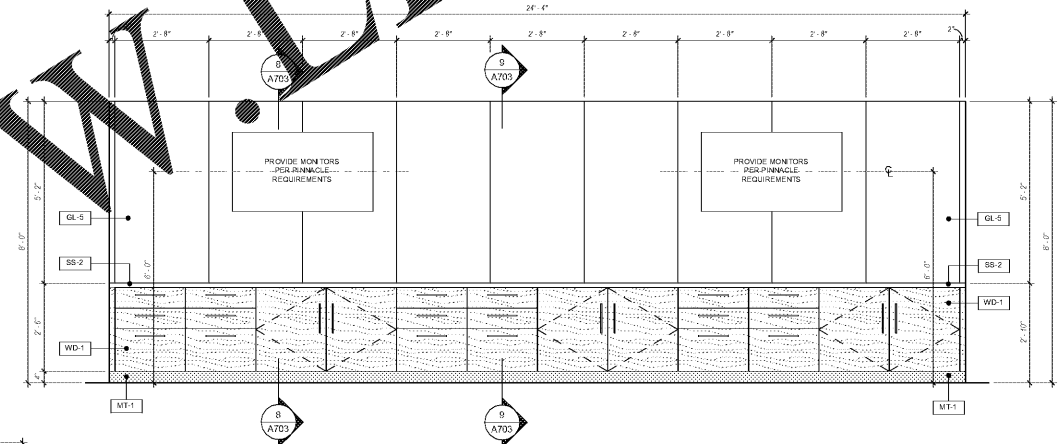 24' - 4"
2' - 8" 2' - 8" 2' - 8" 2' - 8" 2' - 8" 2' - 8" 2' - 8" 2' - 8" 2' - 8" 2"
8
A703
9
A703
PROVIDE MONITORS
PER PINNACLE
REQUIREMENTS
PROVIDE MONITORS
PER PINNACLE
REQUIREMENTS
CL
5' - 2"
5' - 2"
GL-5
GL-5
8' - 0"
8' - 0"
SS-2
SS-2
6' - 0"
6' - 0"
WD-1
2' - 6"
2' - 10"
WD-1
4"
MT-1
MT-1
8
A703
9
A703
W.